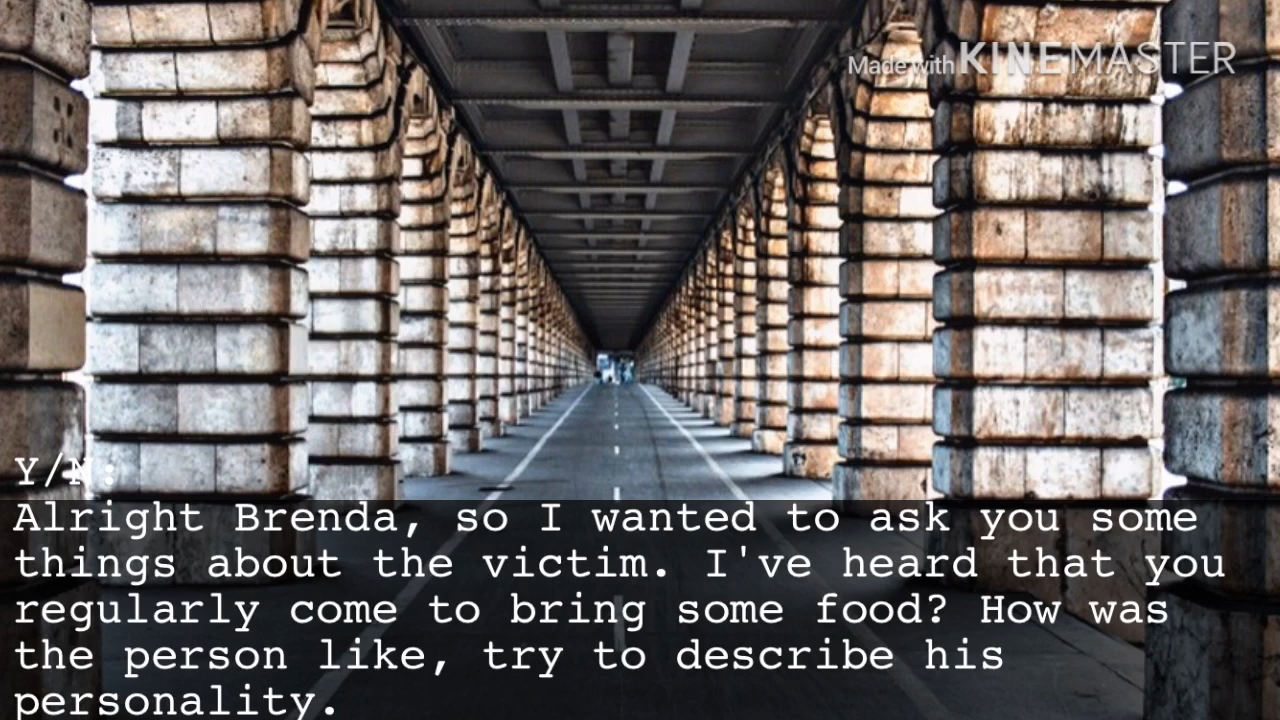 Made with KINEMASTER
Y/N:
Alright Brenda, so I wanted to ask you some
things about the victim. I've heard that you
regularly come to bring some food? How was
the person like, try to describe his
personality.